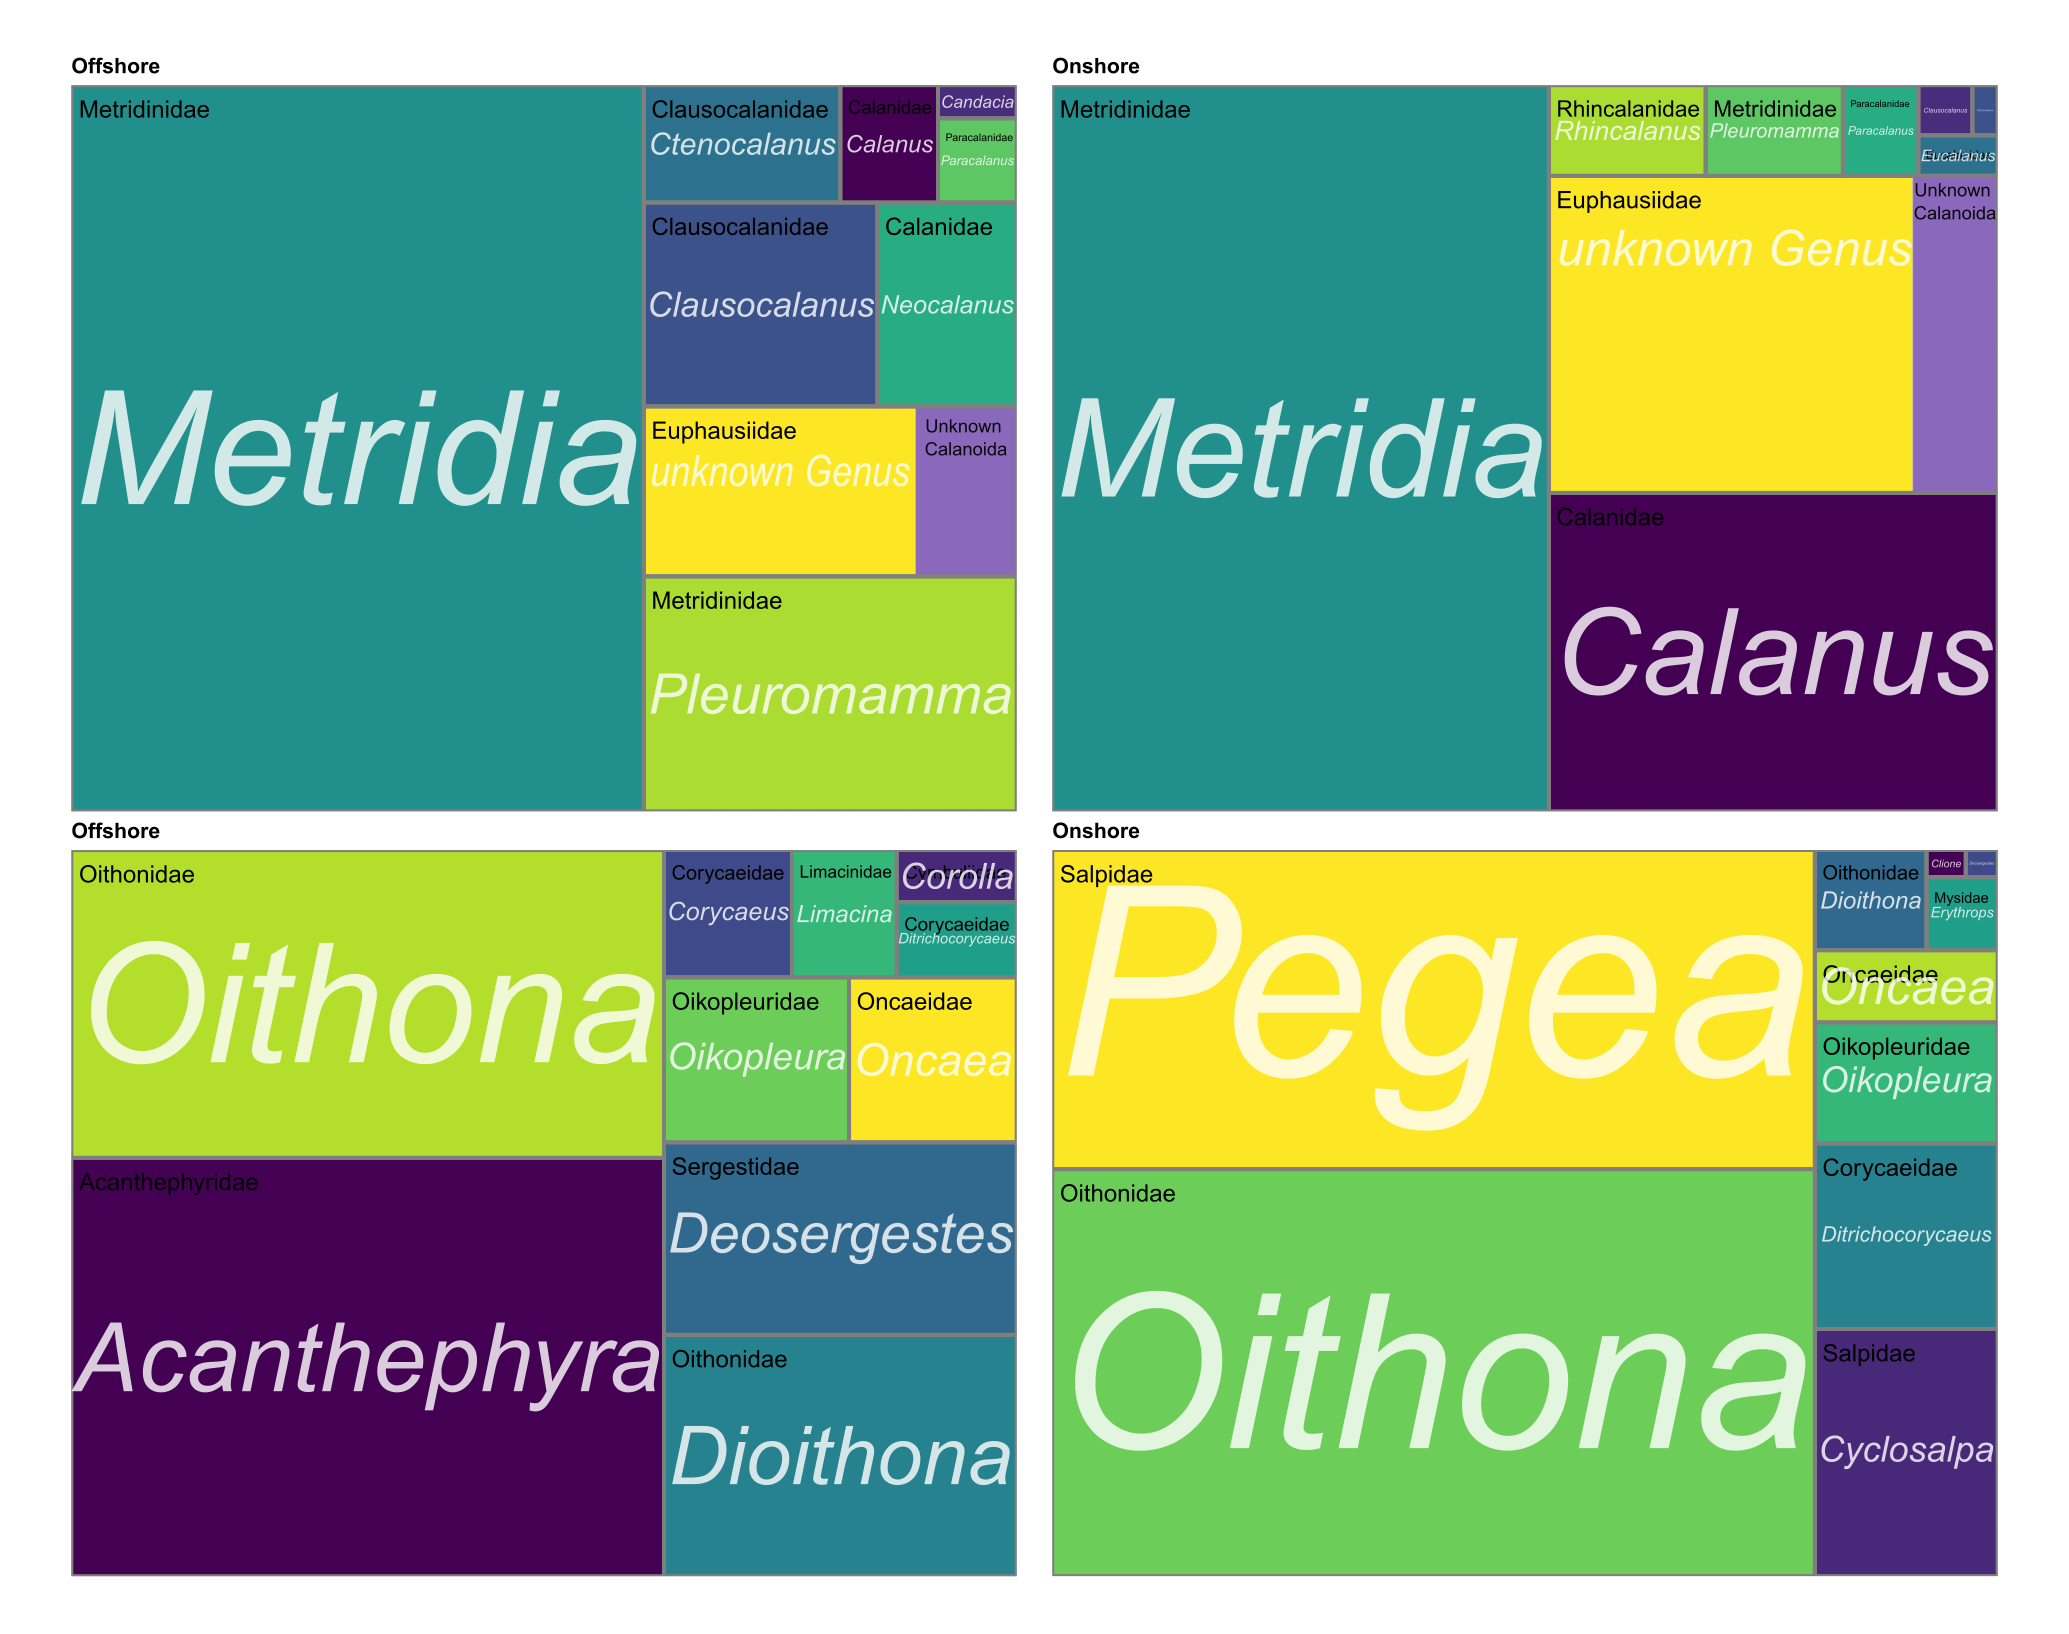 Offshore
Metridinidae
Metridia
Clausocalanidae
Ctenocalanus
Calanidae
Calanus
Candacia
Paracalanidae
Paracalanus
Clausocalanidae
Clausocalanus
Calanidae
Neocalanus
Euphausiidae
unknown Genus
Unknown
Calanoida
Metridinidae
Pleuromamma
Onshore
Metridinidae
Metridia
Rhincalanidae
Rhincalanus
Metridinidae
Pleuromamma
Paracalanidae
Paracalanus
Clausocalanus
Eucalanus
Euphausiidae
unknown Genus
Unknown
Calanoida
Calanidae
Calanus
Offshore
Oithonidae
Oithona
Acanthephyridae
Acanthephyra
Corycaeidae
Corycaeus
Limacinidae
Limacina
Corolla
Corycaeidae
Ditrichocorycaeus
Oikopleuridae
Oikopleura
Oncaeidae
Oncaea
Sergestidae
Deosergestes
Oithonidae
Dioithona
Onshore
Salpidae
Pegea
Oithonidae
Oithona
Oithonidae
Dioithona
Clione
Deosergestes
Mysidae
Erythrops
Oncaeidae
Oncaea
Oikopleuridae
Oikopleura
Corycaeidae
Ditrichocorycaeus
Salpidae
Cyclosalpa